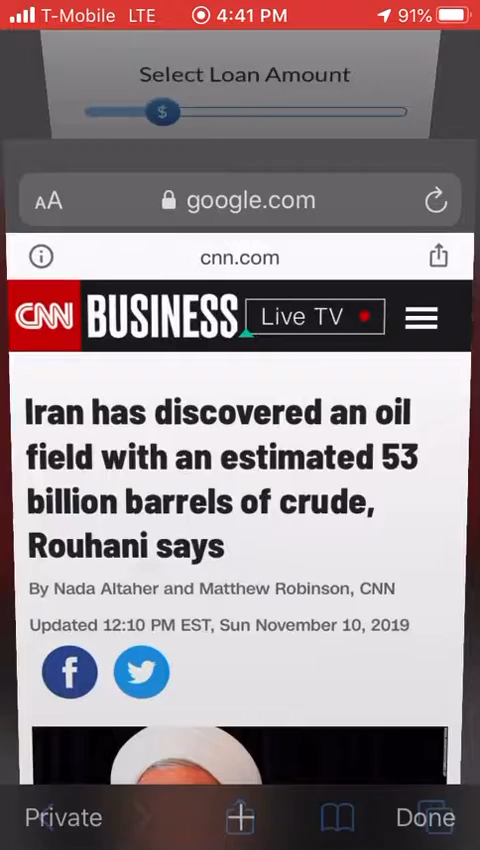 T-Mobile LTE 4:41 PM 91%
Select Loan Amount
$
AA google.com
cnn.com
CNN BUSINESS Live TV
Iran has discovered an oil
field with an estimated 53
billion barrels of crude,
Rouhani says
By Nada Altaher and Matthew Robinson, CNN
Updated 12:10 PM EST, Sun November 10, 2019
f
Private Done